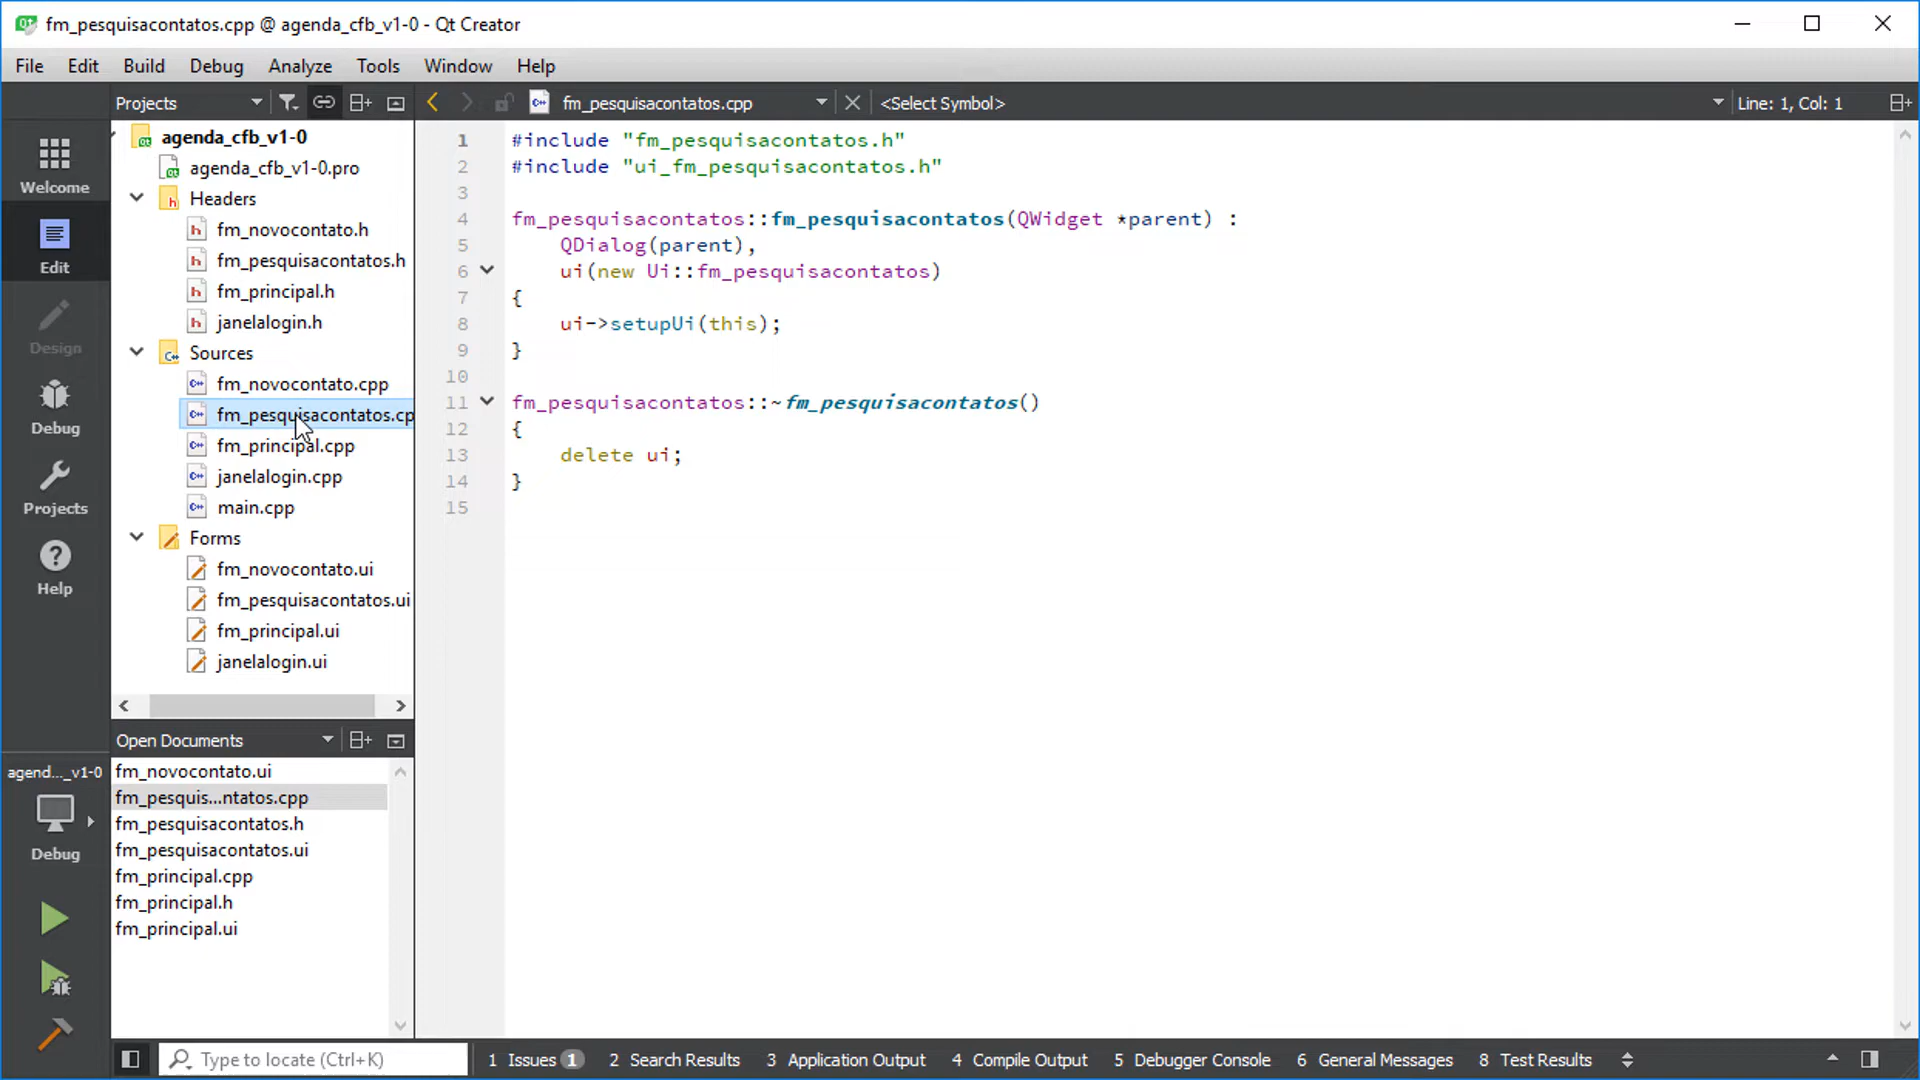 fm_pesquisacontatos.cpp @ agenda_cfb_v1-0 - Qt Creator
File Edit Build Debug Analyze Tools Window Help
Projects
fm_pesquisacontatos.cpp
<Select Symbol>
Line: 1, Col: 1
Welcome
Edit
Design
Debug
Projects
Help
agenda_cfb_v1-0
agenda_cfb_v1-0.pro
Headers
fm_novocontato.h
fm_pesquisacontatos.h
fm_principal.h
janelalogin.h
Sources
fm_novocontato.cpp
fm_pesquisacontatos.cp
fm_principal.cpp
janelalogin.cpp
main.cpp
Forms
fm_novocontato.ui
fm_pesquisacontatos.ui
fm_principal.ui
janelalogin.ui
1 #include "fm_pesquisacontatos.h"
2 #include "ui_fm_pesquisacontatos.h"
3
4 fm_pesquisacontatos::fm_pesquisacontatos(QWidget *parent) :
5 QDialog(parent),
6 ui(new Ui::fm_pesquisacontatos)
7 {
8 ui->setupUi(this);
9 }
10
11 fm_pesquisacontatos::~fm_pesquisacontatos()
12 {
13 delete ui;
14 }
15
Open Documents
fm_novocontato.ui
fm_pesquis...ntatos.cpp
fm_pesquisacontatos.h
fm_pesquisacontatos.ui
fm_principal.cpp
fm_principal.h
fm_principal.ui
agend..._v1-0
Debug
Type to locate (Ctrl+K)
1 Issues 1 2 Search Results 3 Application Output 4 Compile Output 5 Debugger Console 6 General Messages 8 Test Results